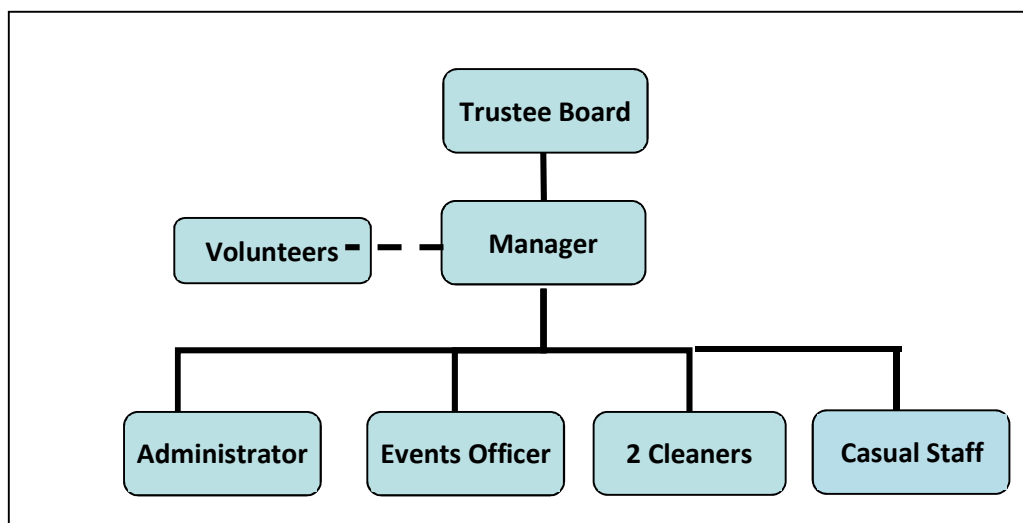 Trustee Board
Manager
Volunteers
Administrator
Events Officer
2 Cleaners
Casual Staff